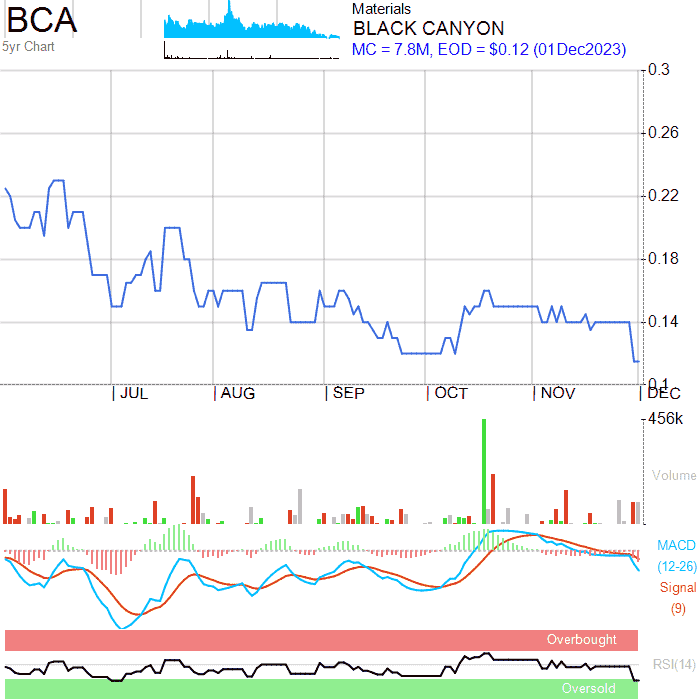 BCA
5yr Chart
Materials
BLACK CANYON
MC = 7.8M, EOD = $0.12 (01Dec2023)
0.3
0.26
0.22
0.18
0.14
0.1
JUL
AUG
SEP
OCT
NOV
DEC
456k
Volume
MACD
(12-26)
Signal
(9)
Overbought
RSI(14)
Oversold